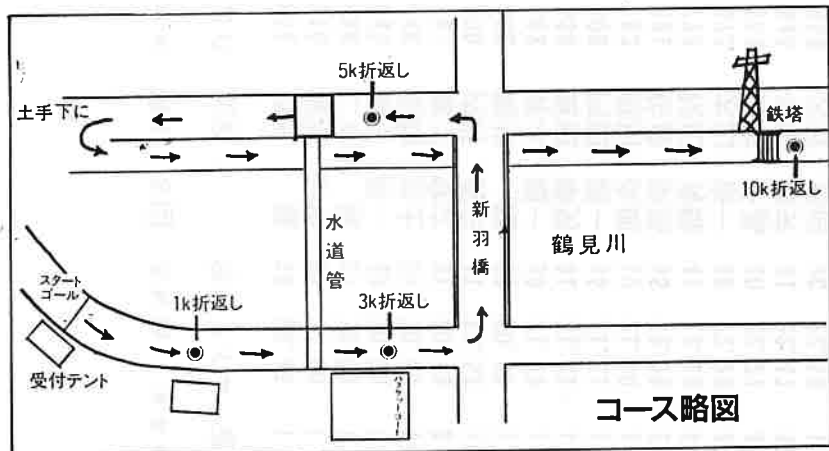 5k折返し
土手下に
鉄塔
10k折返し
水道管
新羽橋
鶴見川
スタート
ゴール
1k折返し
3k折返し
受付テント
コース略図